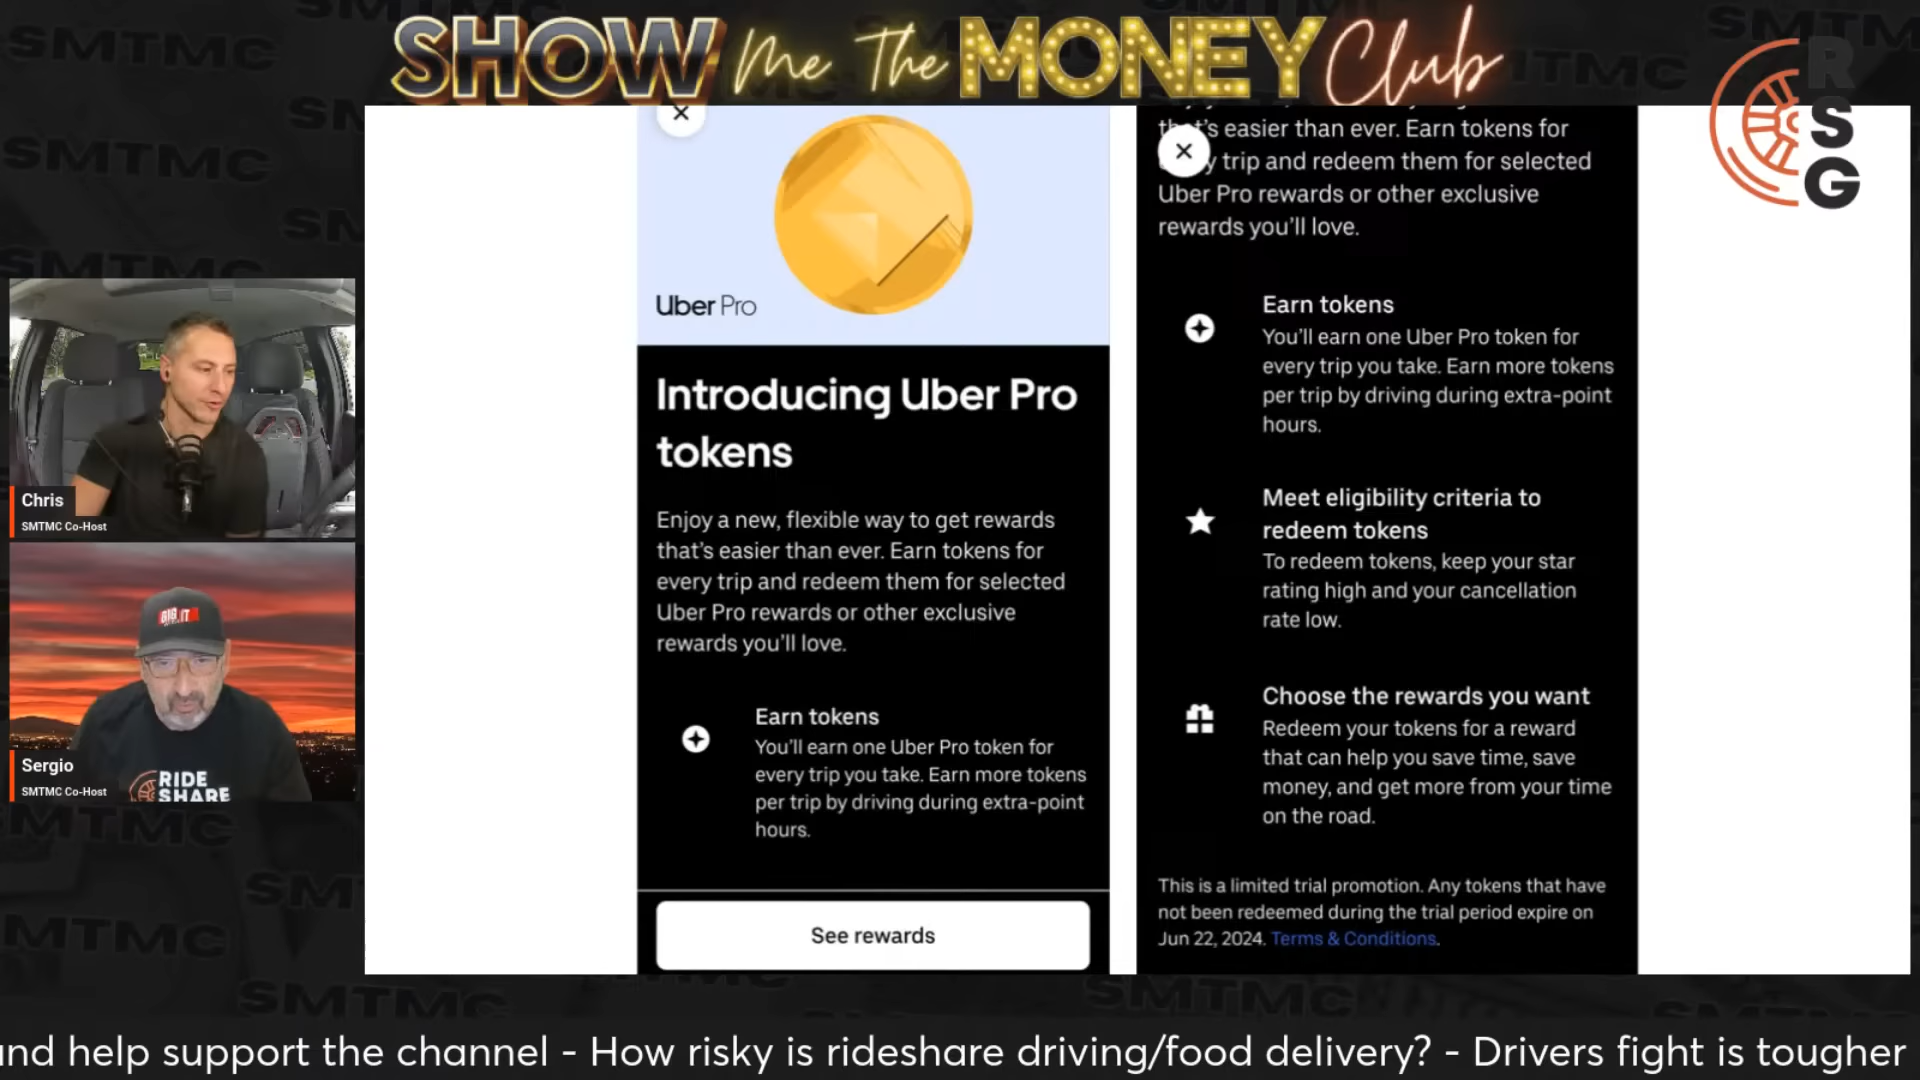 SHOW Me The MONEY Club
RSG
Uber Pro
Introducing Uber Pro
tokens
Enjoy a new, flexible way to get rewards
that's easier than ever. Earn tokens for
every trip and redeem them for selected
Uber Pro rewards or other exclusive
rewards you'll love.
Earn tokens
You'll earn one Uber Pro token for
every trip you take. Earn more tokens
per trip by driving during extra-point
hours.
See rewards
that's easier than ever. Earn tokens for
trip and redeem them for selected
Uber Pro rewards or other exclusive
rewards you'll love.
Earn tokens
You'll earn one Uber Pro token for
every trip you take. Earn more tokens
per trip by driving during extra-point
hours.
Meet eligibility criteria to
redeem tokens
To redeem tokens, keep your star
rating high and your cancellation
rate low.
Choose the rewards you want
Redeem your tokens for a reward
that can help you save time, save
money, and get more from your time
on the road.
This is a limited trial promotion. Any tokens that have
not been redeemed during the trial period expire on
Jun 22, 2024. Terms & Conditions.
Chris
SMTMC Co-Host
Sergio
SMTMC Co-Host
RIDE
SHARE
SMTMC
and help support the channel - How risky is rideshare driving/food delivery? - Drivers fight is tougher